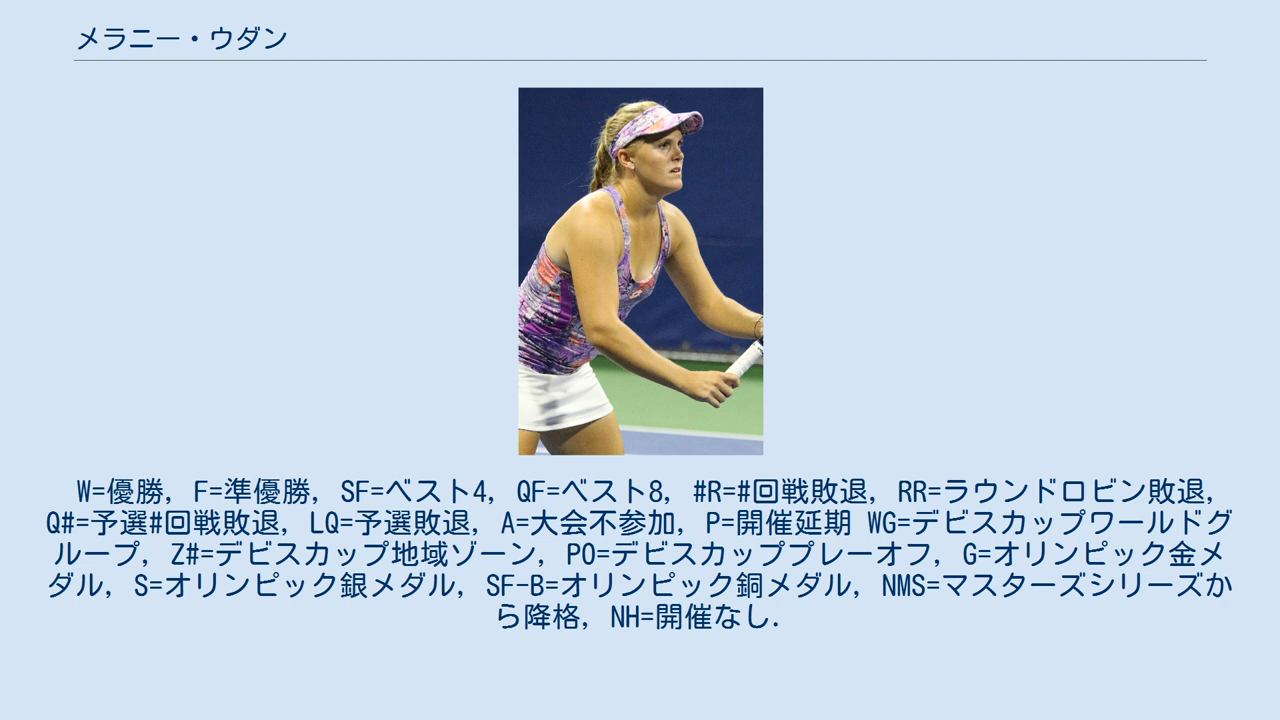 メラニー・ウダン
W=優勝, F=準優勝, SF=ベスト4, QF=ベスト8, #R=#回戦敗退, RR=ラウンドロビン敗退,
Q#=予選#回戦敗退, LQ=予選敗退, A=大会不参加, P=開催延期 WG=デビスカップワールドグ
ループ, Z#=デビスカップ地域ゾーン, PO=デビスカッププレーオフ, G=オリンピック金メ
ダル, S=オリンピック銀メダル, SF-B=オリンピック銅メダル, NMS=マスターズシリーズか
ら降格, NH=開催なし.